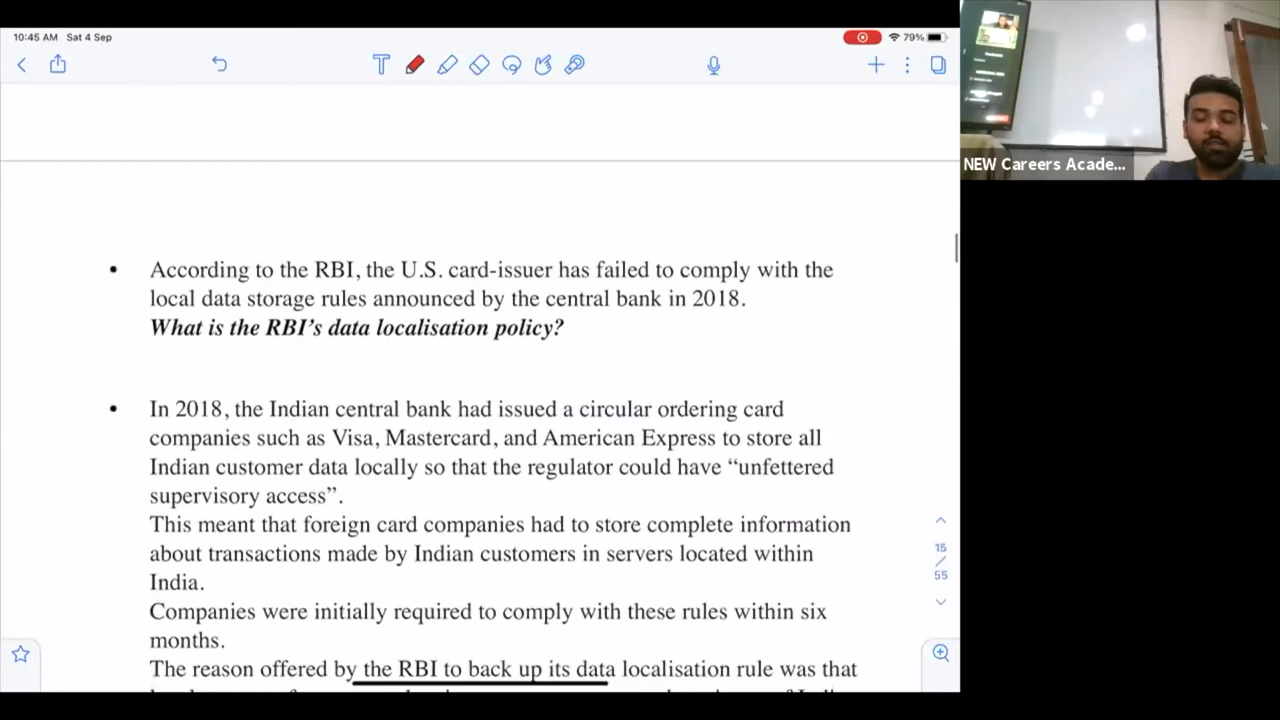 10:45 AM Sat 4 Sep
79%
T
NEW Careers Acade...
• According to the RBI, the U.S. card-issuer has failed to comply with the
local data storage rules announced by the central bank in 2018.
What is the RBI’s data localisation policy?
• In 2018, the Indian central bank had issued a circular ordering card
companies such as Visa, Mastercard, and American Express to store all
Indian customer data locally so that the regulator could have “unfettered
supervisory access”.
This meant that foreign card companies had to store complete information
about transactions made by Indian customers in servers located within
India.
Companies were initially required to comply with these rules within six
months.
The reason offered by the RBI to back up its data localisation rule was that
15
/
55